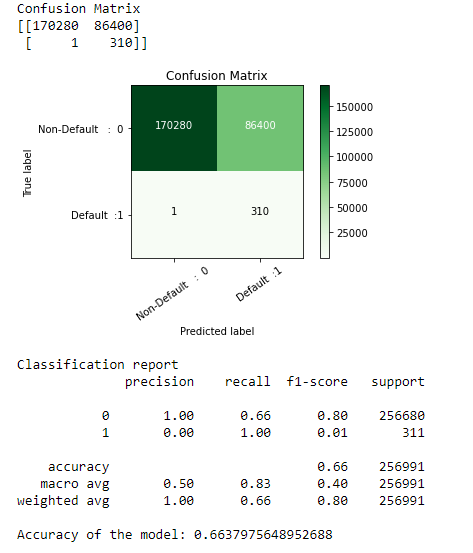 Confusion Matrix
[[170280  86400]
 [     1    310]]
Confusion Matrix
Non-Default  :  0
170280
86400
Default  :1
1
310
True label
150000
125000
100000
75000
50000
25000
Non-Default  :  0
Default  :1
Predicted label
Classification report
precision    recall  f1-score   support
0       1.00      0.66      0.80    256680
1       0.00      1.00      0.01       311
accuracy                           0.66    256991
macro avg       0.50      0.83      0.40    256991
weighted avg       1.00      0.66      0.80    256991
Accuracy of the model: 0.6637975648952688